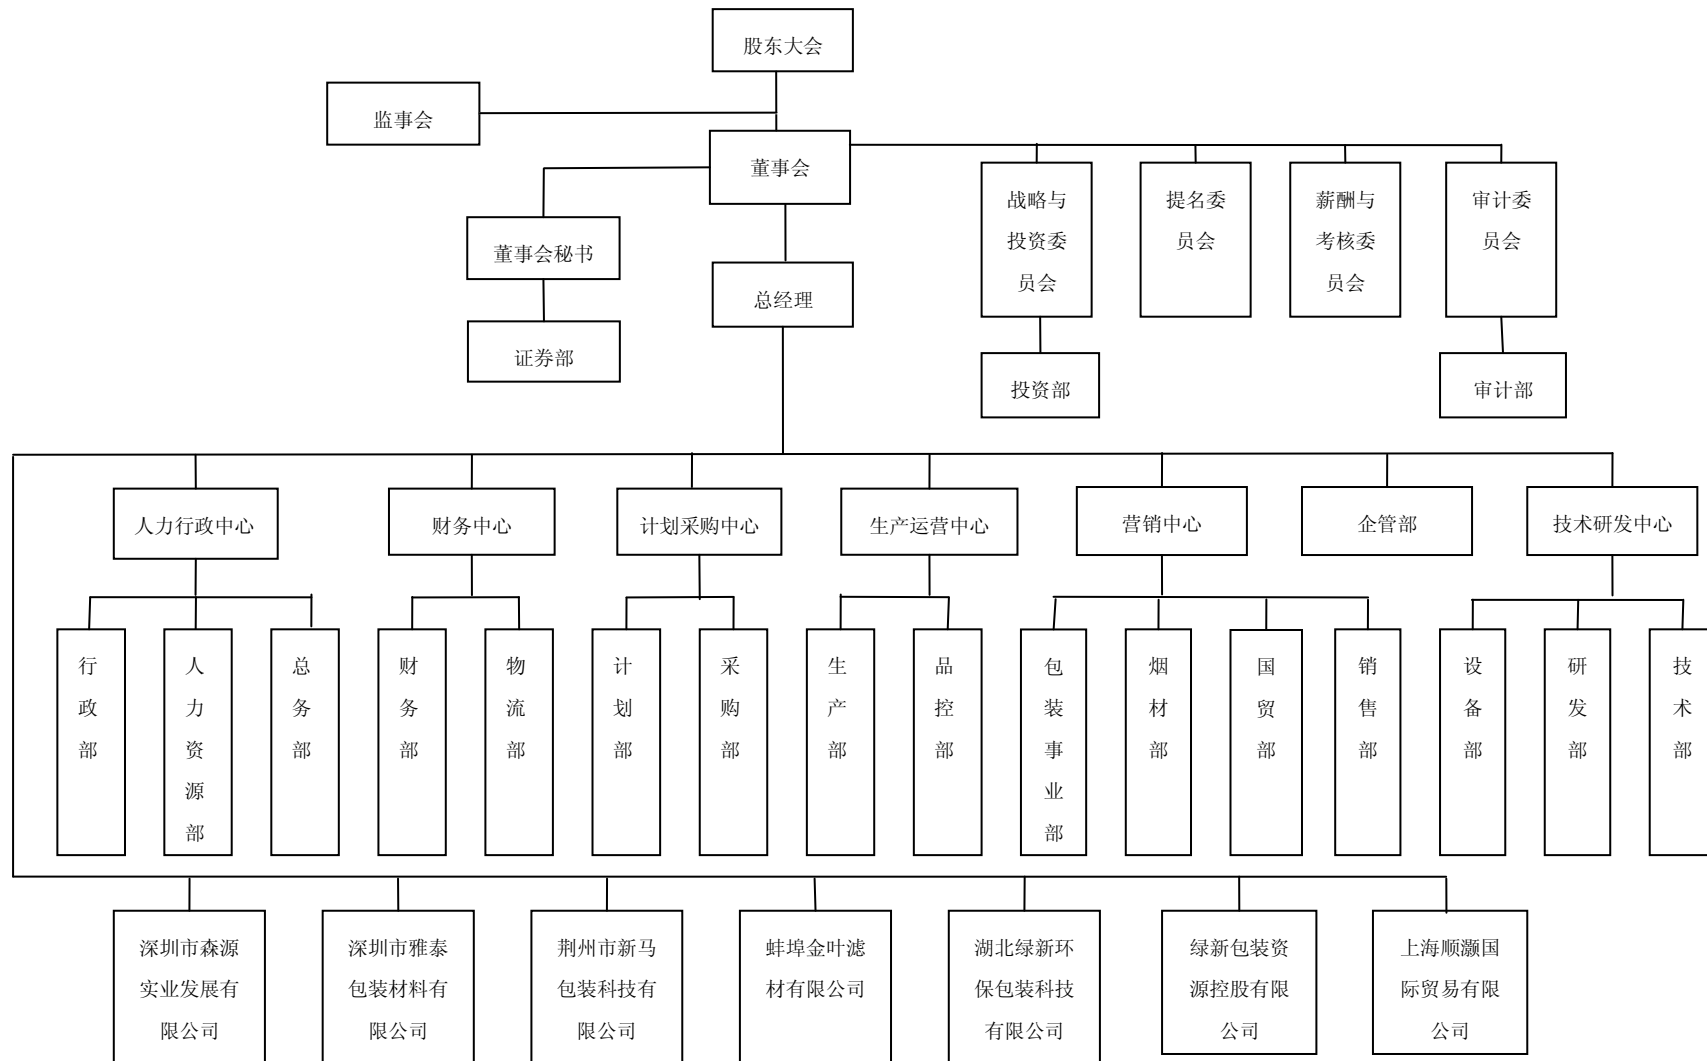 股东大会
监事会
董事会
战略与
投资委
员会
提名委
员会
薪酬与
考核委
员会
审计委
员会
董事会秘书
总经理
证券部
投资部
审计部
人力行政中心
财务中心
计划采购中心
生产运营中心
营销中心
企管部
技术研发中心
行政部
人力资源部
总务部
财务部
物流部
计划部
采购部
生产部
品控部
包装事业部
烟材部
国贸部
销售部
设备部
研发部
技术部
深圳市森源
实业发展有
限公司
深圳市雅泰
包装材料有
限公司
荆州市新马
包装科技有
限公司
蚌埠金叶滤
材有限公司
湖北绿新环
保包装科技
有限公司
绿新包装资
源控股有限
公司
上海顺灏国
际贸易有限
公司